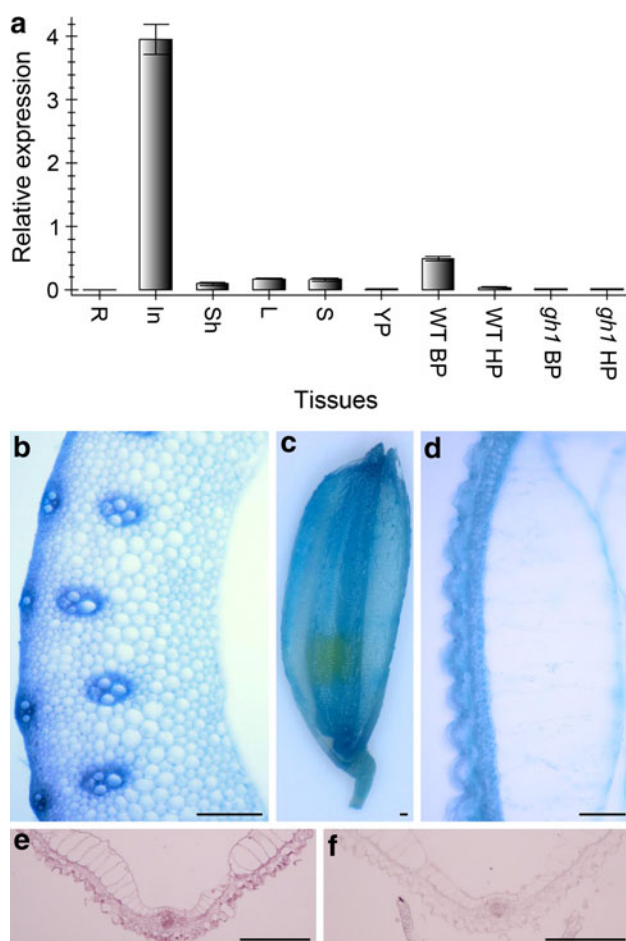 a
Relative expression
4
3
2
1
0
R
In
Sh
L
S
YP
WT BP
WT HP
gh1 BP
gh1 HP
Tissues
b
c
d
e
f